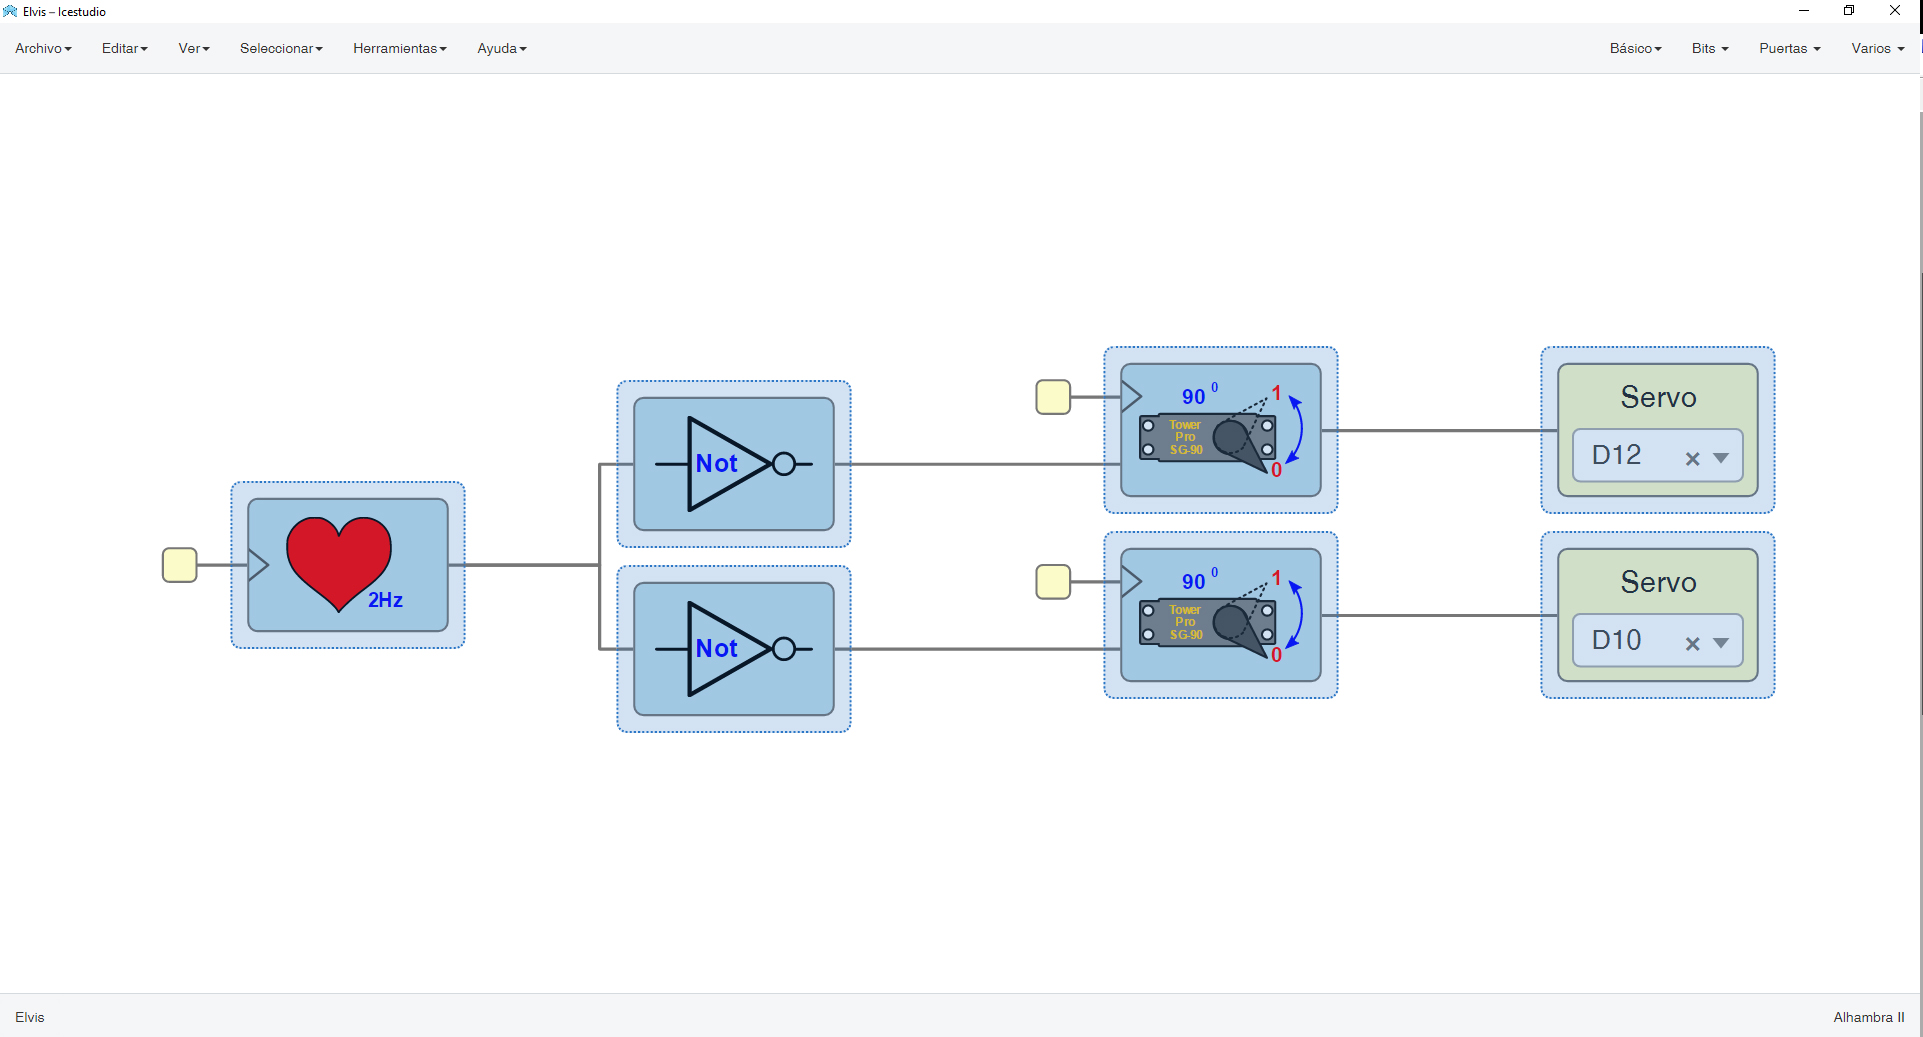 Elvis – Icestudio
Archivo Editar Ver Seleccionar Herramientas Ayuda Básico Bits Puertas Varios
90 0 1
Tower
Pro
SG-90
0
Servo
D12
Not
2Hz
Not
90 0 1
Tower
Pro
SG-90
0
Servo
D10
Elvis
Alhambra II